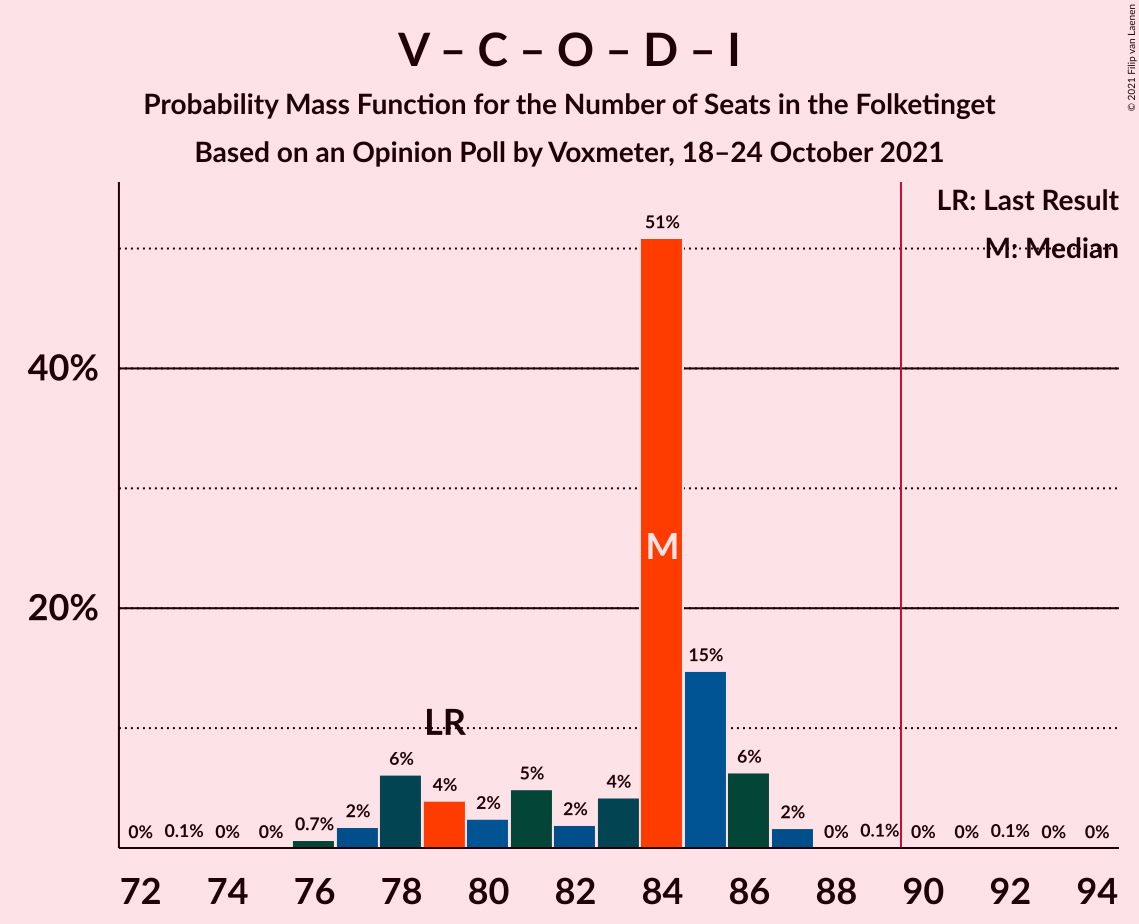 V – C – O – D – I
Probability Mass Function for the Number of Seats in the Folketinget
Based on an Opinion Poll by Voxmeter, 18–24 October 2021
© 2021 Filip van Laenen
LR: Last Result
M: Median
40%
20%
0%
0.1%
0%
0%
0.7%
2%
6%
LR
4%
2%
5%
2%
4%
51%
M
15%
6%
2%
0%
0.1%
0%
0%
0.1%
0%
0%
72 74 76 78 80 82 84 86 88 90 92 94